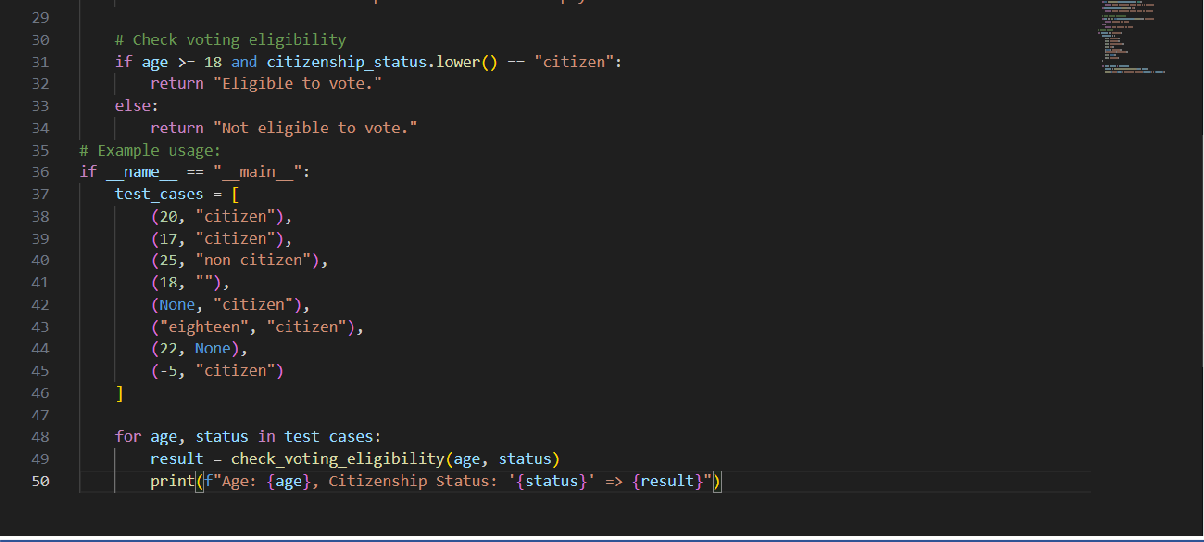 29
30 # Check voting eligibility
31 if age >= 18 and citizenship_status.lower() == "citizen":
32 return "Eligible to vote."
33 else:
34 return "Not eligible to vote."
35 # Example usage:
36 if __name__ == "__main__":
37 test_cases = [
38 (20, "citizen"),
39 (17, "citizen"),
40 (25, "non citizen"),
41 (18, ""),
42 (None, "citizen"),
43 ("eighteen", "citizen"),
44 (22, None),
45 (-5, "citizen")
46 ]
47
48 for age, status in test_cases:
49 result = check_voting_eligibility(age, status)
50 print(f"Age: {age}, Citizenship Status: '{status}' => {result}")